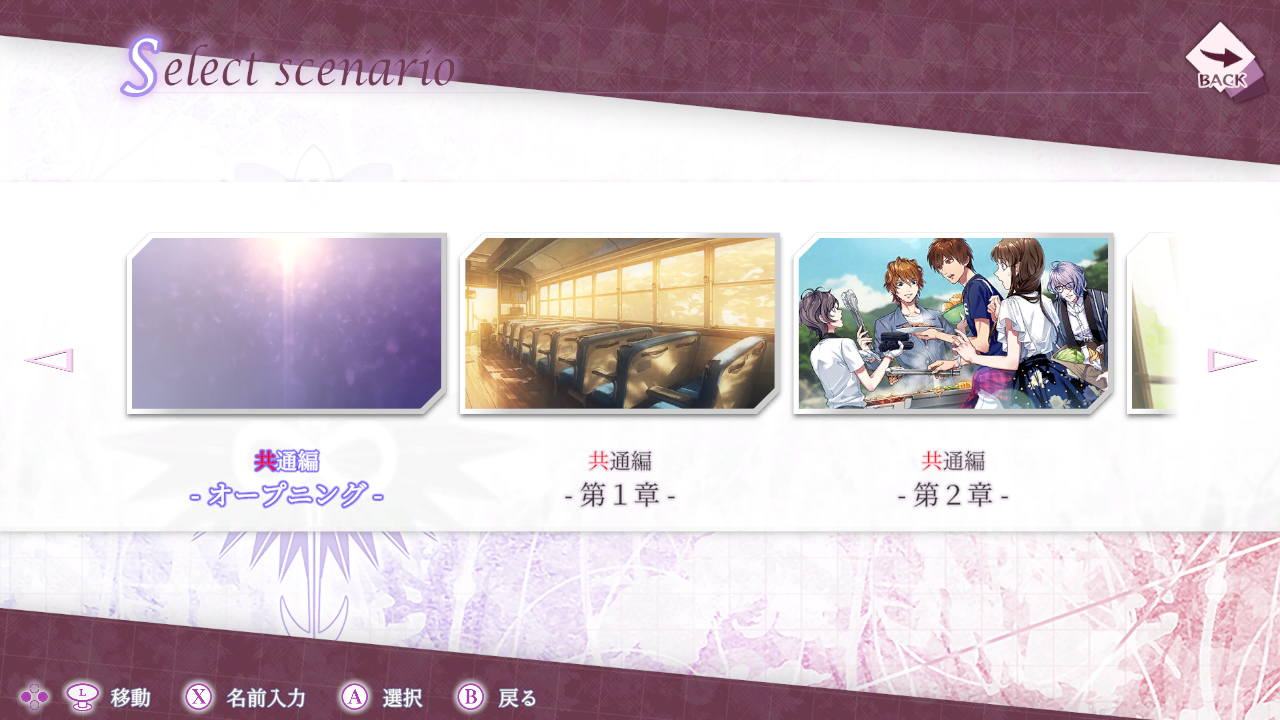 Select scenario
BACK
共通編
- オープニング -
共通編
- 第１章 -
共通編
- 第２章 -
L 移動 X 名前入力 A 選択 B 戻る